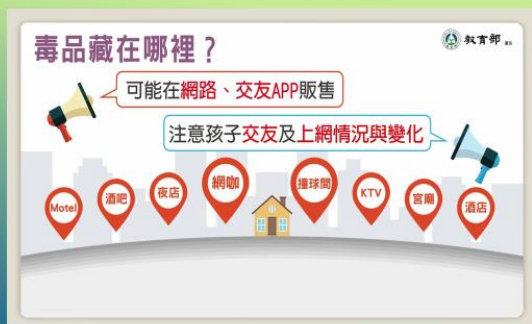 毒品藏在哪裡？
教育部
可能在網路、交友APP販售
注意孩子交友及上網情況與變化
Motel
酒吧
夜店
網咖
撞球間
KTV
宮廟
酒店